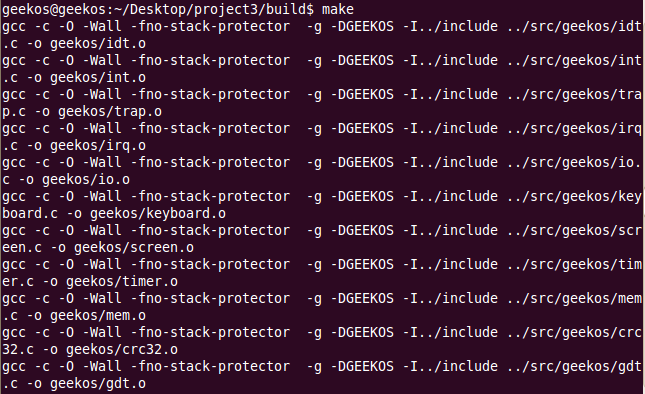 geekos@geekos:~/Desktop/project3/build$ make
gcc -c -O -Wall -fno-stack-protector  -g -DGEEKOS -I../include ../src/geekos/idt
.c -o geekos/idt.o
gcc -c -O -Wall -fno-stack-protector  -g -DGEEKOS -I../include ../src/geekos/int
.c -o geekos/int.o
gcc -c -O -Wall -fno-stack-protector  -g -DGEEKOS -I../include ../src/geekos/tra
p.c -o geekos/trap.o
gcc -c -O -Wall -fno-stack-protector  -g -DGEEKOS -I../include ../src/geekos/irq
.c -o geekos/irq.o
gcc -c -O -Wall -fno-stack-protector  -g -DGEEKOS -I../include ../src/geekos/io.
c -o geekos/io.o
gcc -c -O -Wall -fno-stack-protector  -g -DGEEKOS -I../include ../src/geekos/key
board.c -o geekos/keyboard.o
gcc -c -O -Wall -fno-stack-protector  -g -DGEEKOS -I../include ../src/geekos/scr
een.c -o geekos/screen.o
gcc -c -O -Wall -fno-stack-protector  -g -DGEEKOS -I../include ../src/geekos/tim
er.c -o geekos/timer.o
gcc -c -O -Wall -fno-stack-protector  -g -DGEEKOS -I../include ../src/geekos/mem
.c -o geekos/mem.o
gcc -c -O -Wall -fno-stack-protector  -g -DGEEKOS -I../include ../src/geekos/crc
32.c -o geekos/crc32.o
gcc -c -O -Wall -fno-stack-protector  -g -DGEEKOS -I../include ../src/geekos/gdt
.c -o geekos/gdt.o